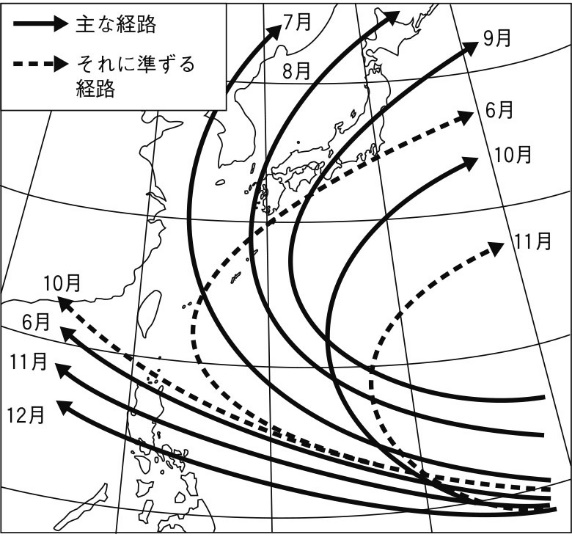 主な経路
それに準ずる
経路
7月
8月
9月
6月
10月
11月
10月
6月
11月
12月